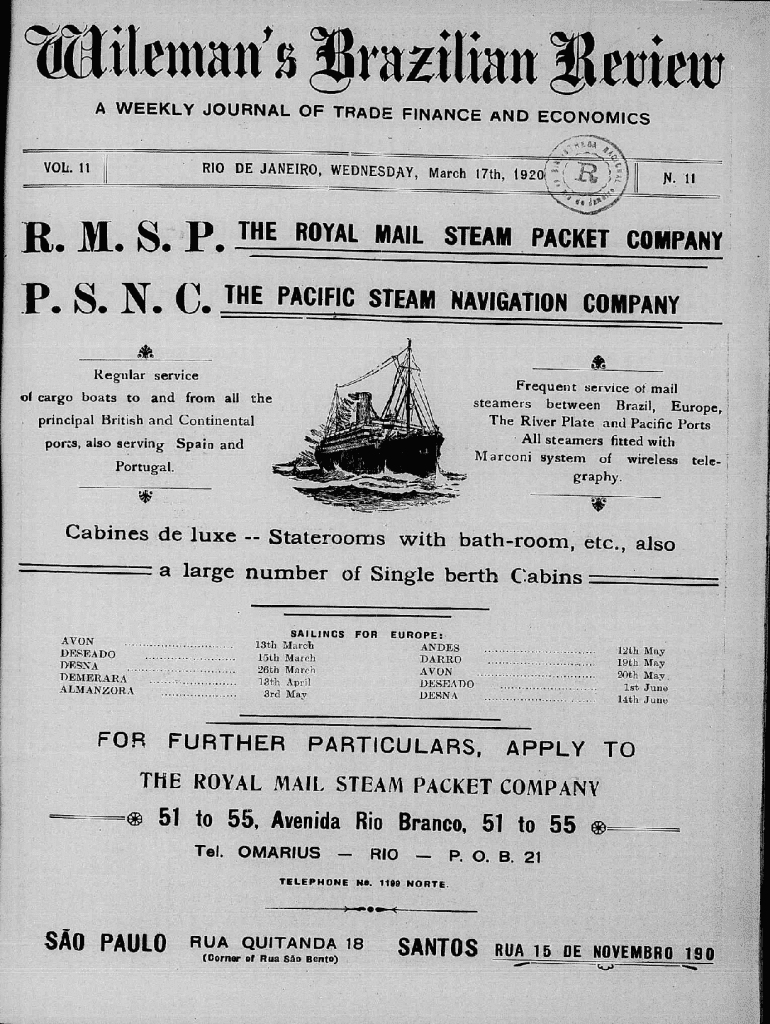 Wileman's Brazilian Review
A WEEKLY JOURNAL OF TRADE FINANCE AND ECONOMICS
VOL. 11
RIO DE JANEIRO, WEDNESDAY, March 17th, 1920
N. 11
R
R. M. S. P. THE ROYAL MAIL STEAM PACKET COMPANY
P. S. N. C. THE PACIFIC STEAM NAVIGATION COMPANY
Regular service
of cargo boats to and from all the
principal British and Continental
ports, also serving Spain and
Portugal.
Frequent service of mail
steamers between Brazil, Europe,
The River Plate and Pacific Ports
All steamers fitted with
Marconi system of wireless tele-
graphy.
Cabines de luxe -- Staterooms with bath-room, etc., also
a large number of Single berth Cabins
SAILINGS FOR EUROPE:
AVON 13th March
DESEADO 15th March
DESNA 26th March
DEMERARA 13th April
ALMANZORA 3rd May
ANDES 12th May
DARRO 19th May
AVON 20th May.
DESEADO 1st June
DESNA 14th June
FOR FURTHER PARTICULARS, APPLY TO
THE ROYAL MAIL STEAM PACKET COMPANY
51 to 55, Avenida Rio Branco, 51 to 55
Tel. OMARIUS — RIO — P. O. B. 21
TELEPHONE No. 1199 NORTE.
SÃO PAULO RUA QUITANDA 18
(Corner of Rua São Bento)
SANTOS RUA 15 DE NOVEMBRO 190